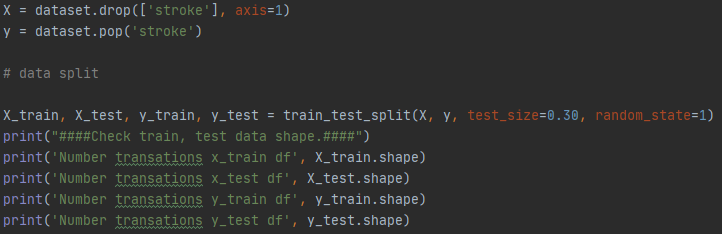 X = dataset.drop(['stroke'], axis=1)
y = dataset.pop('stroke')
# data split
X_train, X_test, y_train, y_test = train_test_split(X, y, test_size=0.30, random_state=1)
print("####Check train, test data shape.####")
print('Number transations x_train df', X_train.shape)
print('Number transations x_test df', X_test.shape)
print('Number transations y_train df', y_train.shape)
print('Number transations y_test df', y_test.shape)